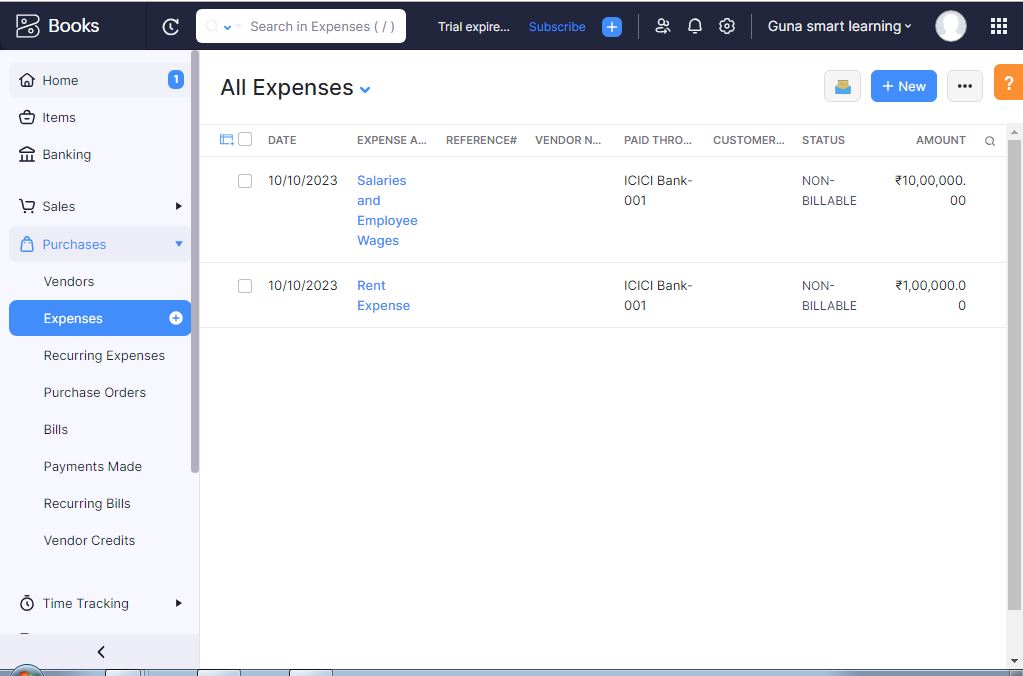 Books
Search in Expenses ( / )
Trial expire...
Subscribe
Guna smart learning
Home
1
Items
Banking
Sales
Purchases
Vendors
Expenses
Recurring Expenses
Purchase Orders
Bills
Payments Made
Recurring Bills
Vendor Credits
Time Tracking
All Expenses
+ New
?
DATE EXPENSE A... REFERENCE# VENDOR N... PAID THRO... CUSTOMER... STATUS AMOUNT
10/10/2023 Salaries ICICI Bank- NON- ₹10,00,000.
and 001 BILLABLE 00
Employee
Wages
10/10/2023 Rent ICICI Bank- NON- ₹1,00,000.0
Expense 001 BILLABLE 0